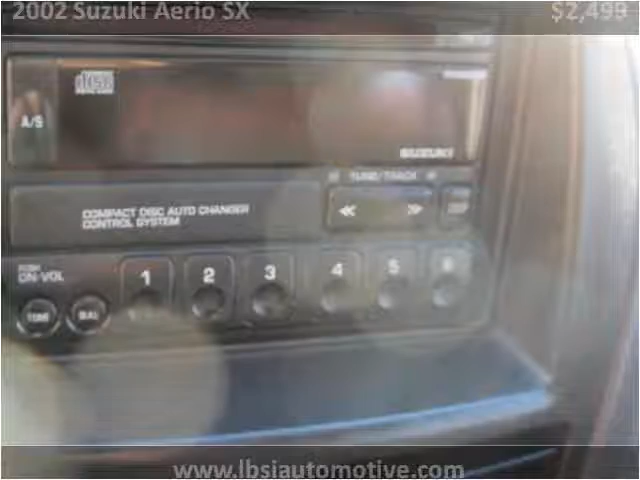 2002 Suzuki Aerio SX $2,499
disc
A/S
SUZUKI
TUNE/TRACK
COMPACT DISC AUTO CHANGER
CONTROL SYSTEM
PUSH
ON·VOL
1 2 3 4 5 6
TONE BAL
www.lbsiautomotive.com